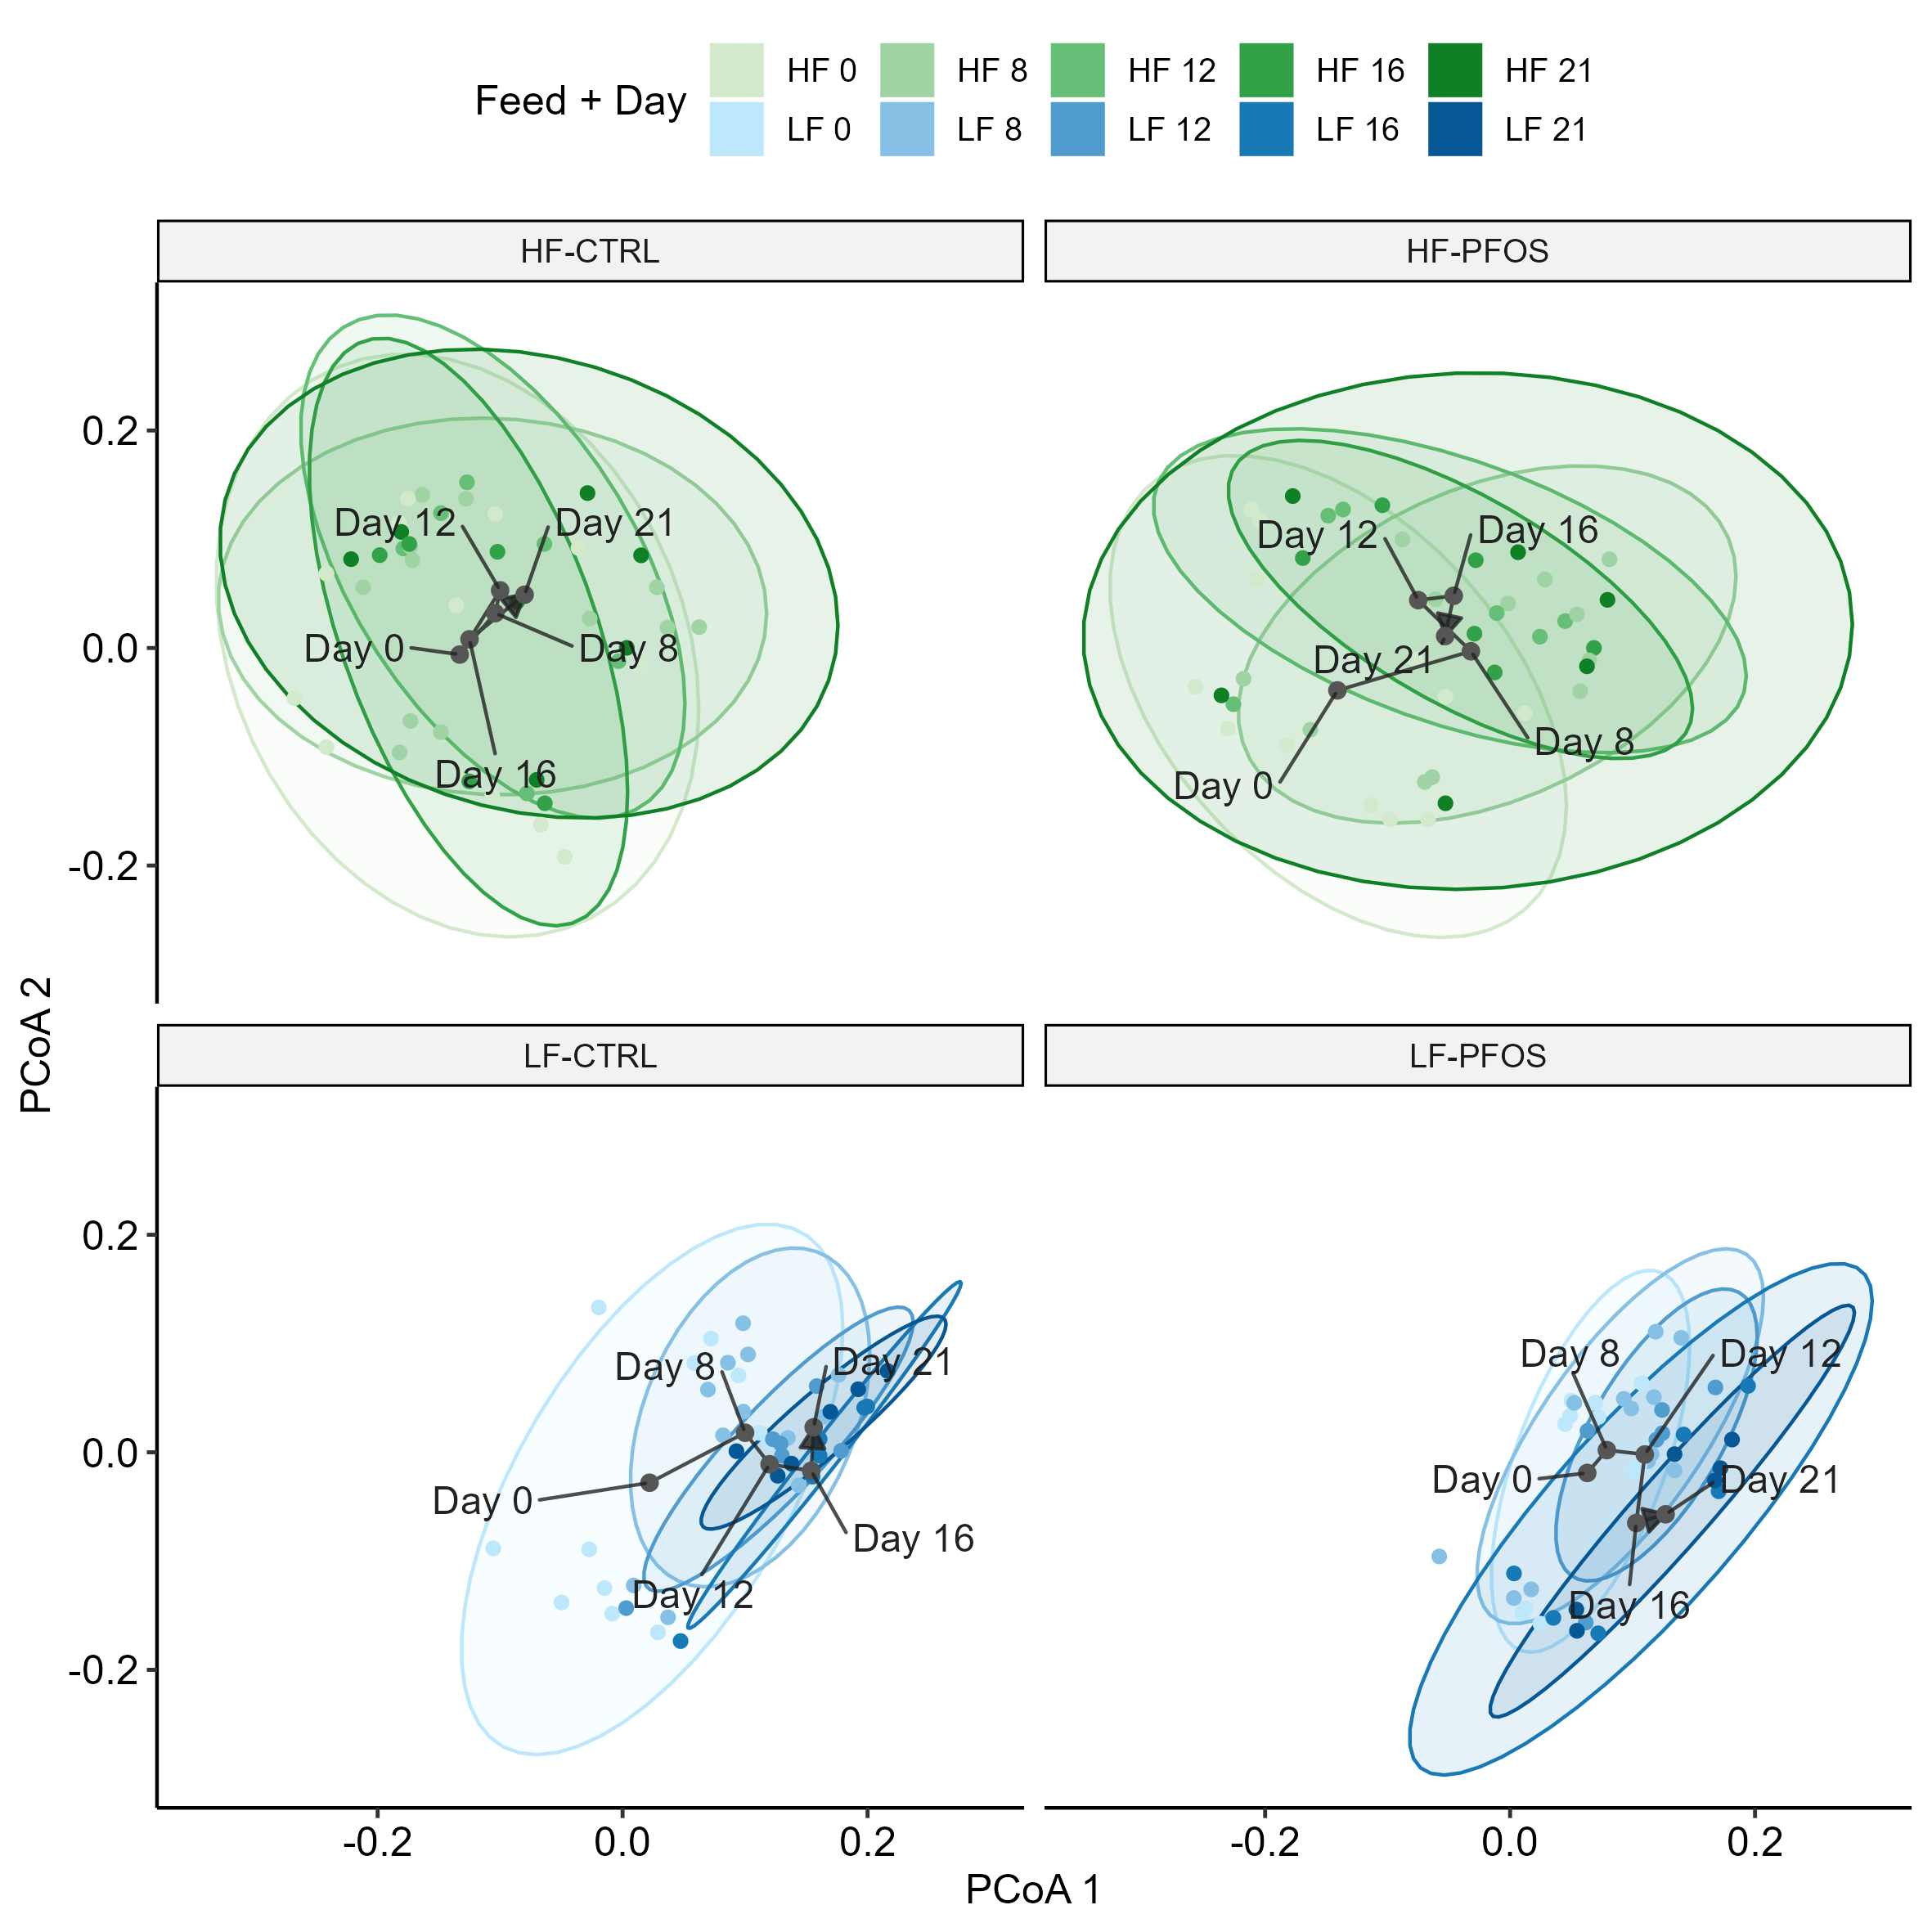 Feed + Day
HF 0 HF 8 HF 12 HF 16 HF 21
LF 0 LF 8 LF 12 LF 16 LF 21
HF-CTRL HF-PFOS
0.2
0.0
-0.2
Day 12 Day 21
Day 0 Day 8
Day 16
Day 12 Day 16
Day 21
Day 8
Day 0
PCoA 2
LF-CTRL LF-PFOS
0.2
0.0
-0.2
Day 8 Day 21
Day 0
Day 16
Day 12
Day 8 Day 12
Day 0 Day 21
Day 16
-0.2 0.0 0.2 -0.2 0.0 0.2
PCoA 1